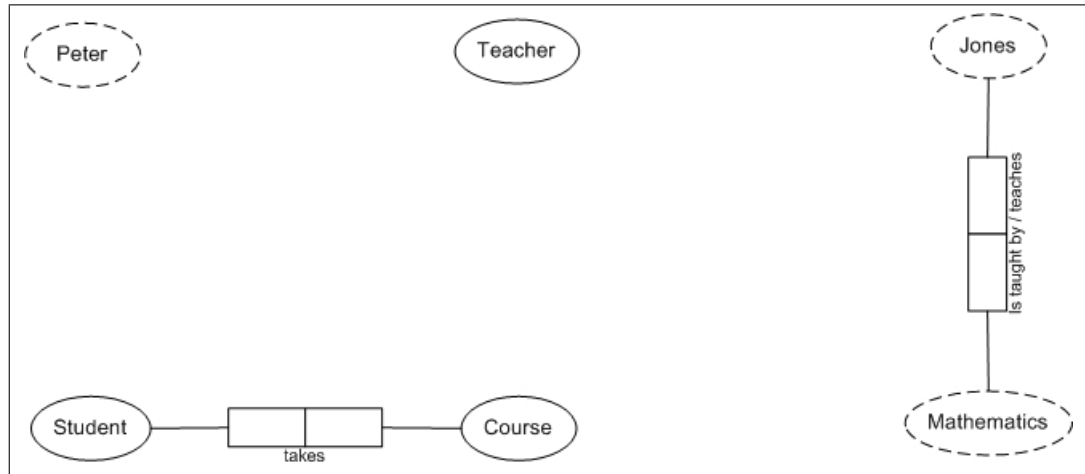 Peter
Teacher
Jones
Is taught by / teaches
Student
takes
Course
Mathematics